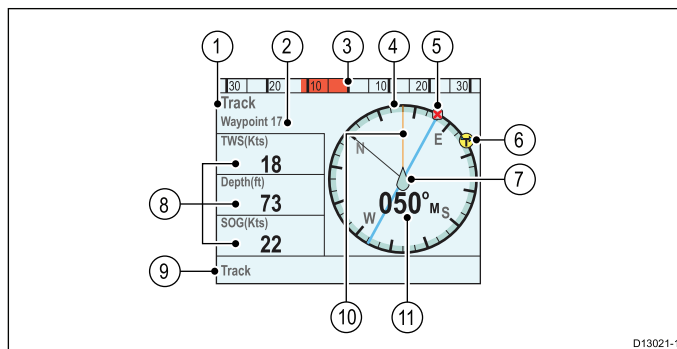 1
2
3
4
5
6
30 20 10 10 20 30
Track
Waypoint 17
TWS(Kts)
18
Depth(ft)
73
SOG(Kts)
22
Track
N
E
T
W
S
050°M
7
8
9
10
11
D13021-1